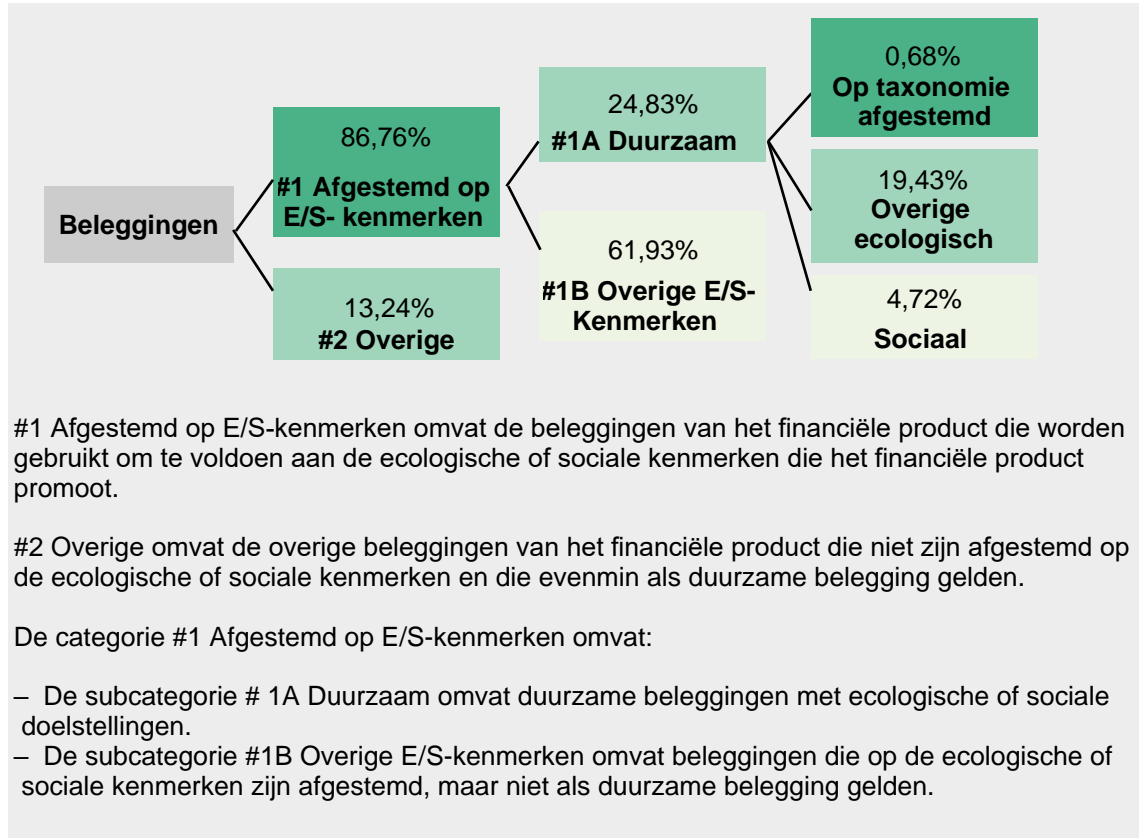 Beleggingen
86,76%
#1 Afgestemd op
E/S- kenmerken
13,24%
#2 Overige
24,83%
#1A Duurzaam
61,93%
#1B Overige E/S-
Kenmerken
0,68%
Op taxonomie
afgestemd
19,43%
Overige
ecologisch
4,72%
Sociaal
#1 Afgestemd op E/S-kenmerken omvat de beleggingen van het financiële product die worden
gebruikt om te voldoen aan de ecologische of sociale kenmerken die het financiële product
promoot.
#2 Overige omvat de overige beleggingen van het financiële product die niet zijn afgestemd op
de ecologische of sociale kenmerken en die evenmin als duurzame belegging gelden.
De categorie #1 Afgestemd op E/S-kenmerken omvat:
– De subcategorie # 1A Duurzaam omvat duurzame beleggingen met ecologische of sociale
doelstellingen.
– De subcategorie #1B Overige E/S-kenmerken omvat beleggingen die op de ecologische of
sociale kenmerken zijn afgestemd, maar niet als duurzame belegging gelden.